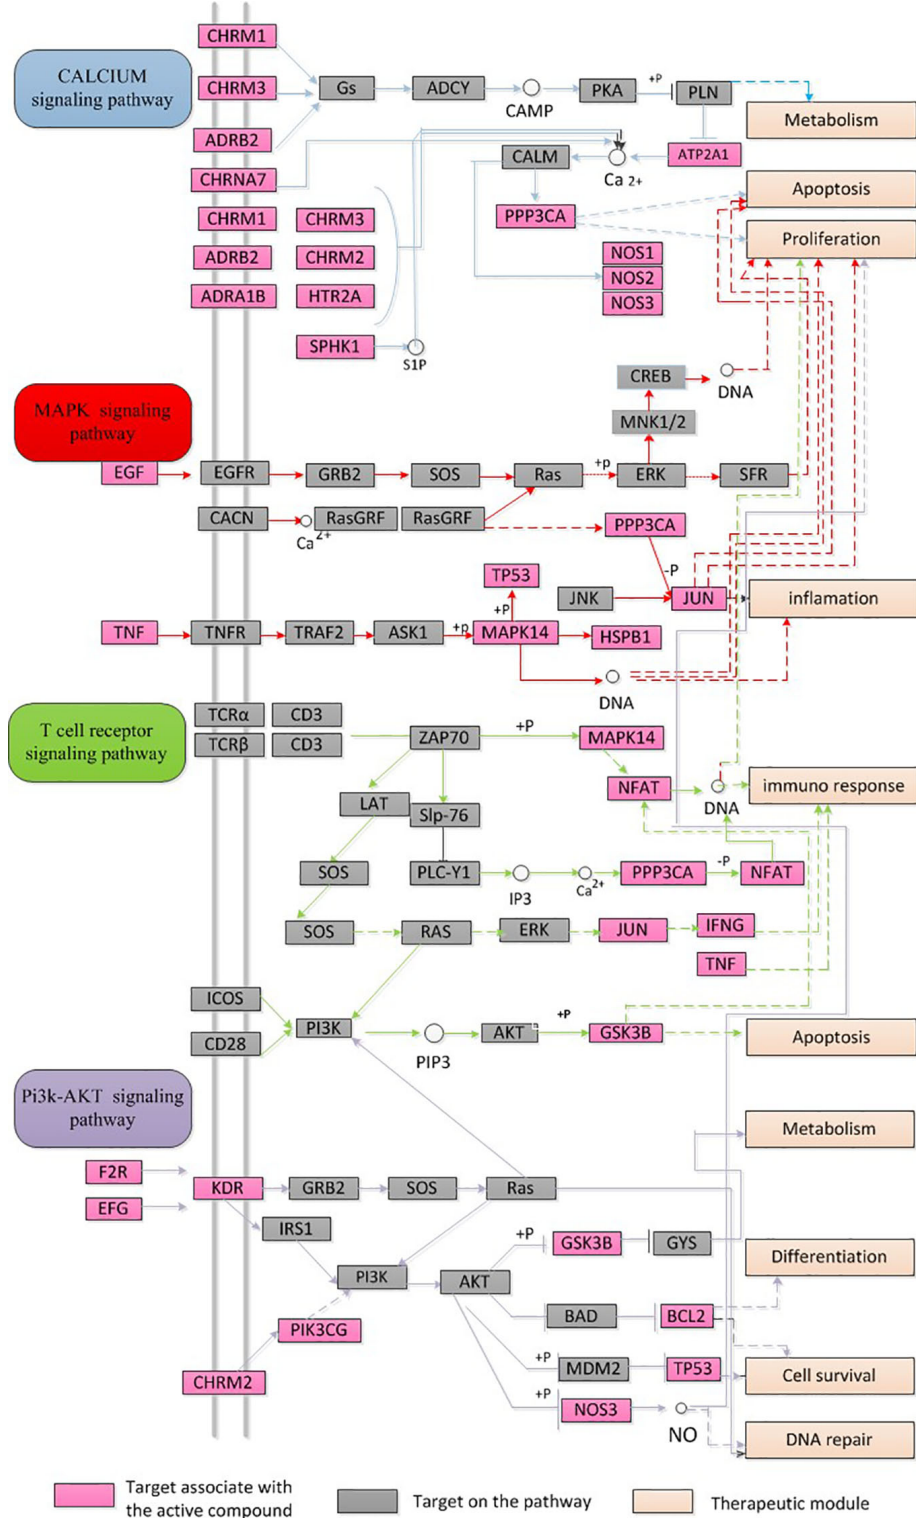 CHRM1
CALCIUM
signaling pathway
CHRM3
Gs
ADCY
CAMP
PKA
+P
PLN
Metabolism
ADRB2
CHRNA7
CALM
Ca 2+
ATP2A1
Apoptosis
CHRM1
CHRM3
PPP3CA
Proliferation
ADRB2
CHRM2
NOS1
NOS2
NOS3
ADRA1B
HTR2A
SPHK1
S1P
CREB
DNA
MAPK signaling
pathway
MNK1/2
EGF
EGFR
GRB2
SOS
Ras
+p
ERK
SFR
CACN
Ca 2+
RasGRF
RasGRF
PPP3CA
-P
TP53
+P
JNK
JUN
inflamation
TNF
TNFR
TRAF2
ASK1
+p
MAPK14
HSPB1
DNA
T cell receptor
signaling pathway
TCRα
CD3
TCRβ
CD3
ZAP70
+P
MAPK14
NFAT
DNA
immuno response
LAT
Slp-76
SOS
PLC-Y1
IP3
Ca2+
PPP3CA
-P
NFAT
SOS
RAS
ERK
JUN
IFNG
TNF
ICOS
CD28
PI3K
PIP3
AKT
+P
GSK3B
Apoptosis
Pi3k-AKT signaling
pathway
Metabolism
F2R
EFG
KDR
GRB2
SOS
Ras
IRS1
+P
GSK3B
GYS
Differentiation
PI3K
AKT
BAD
BCL2
PIK3CG
CHRM2
+P
MDM2
TP53
Cell survival
+P
NOS3
NO
DNA repair
Target associate with
the active compound
Target on the pathway
Therapeutic module